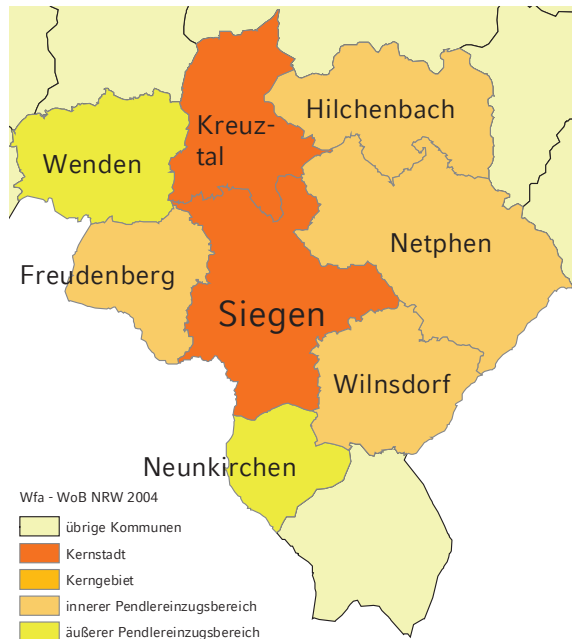 Hilchenbach
Kreuz-
tal
Wenden
Netphen
Freudenberg
Siegen
Wilnsdorf
Neunkirchen
Wfa - WoB NRW 2004
übrige Kommunen
Kernstadt
Kerngebiet
innerer Pendlereinzugsbereich
äußerer Pendlereinzugsbereich